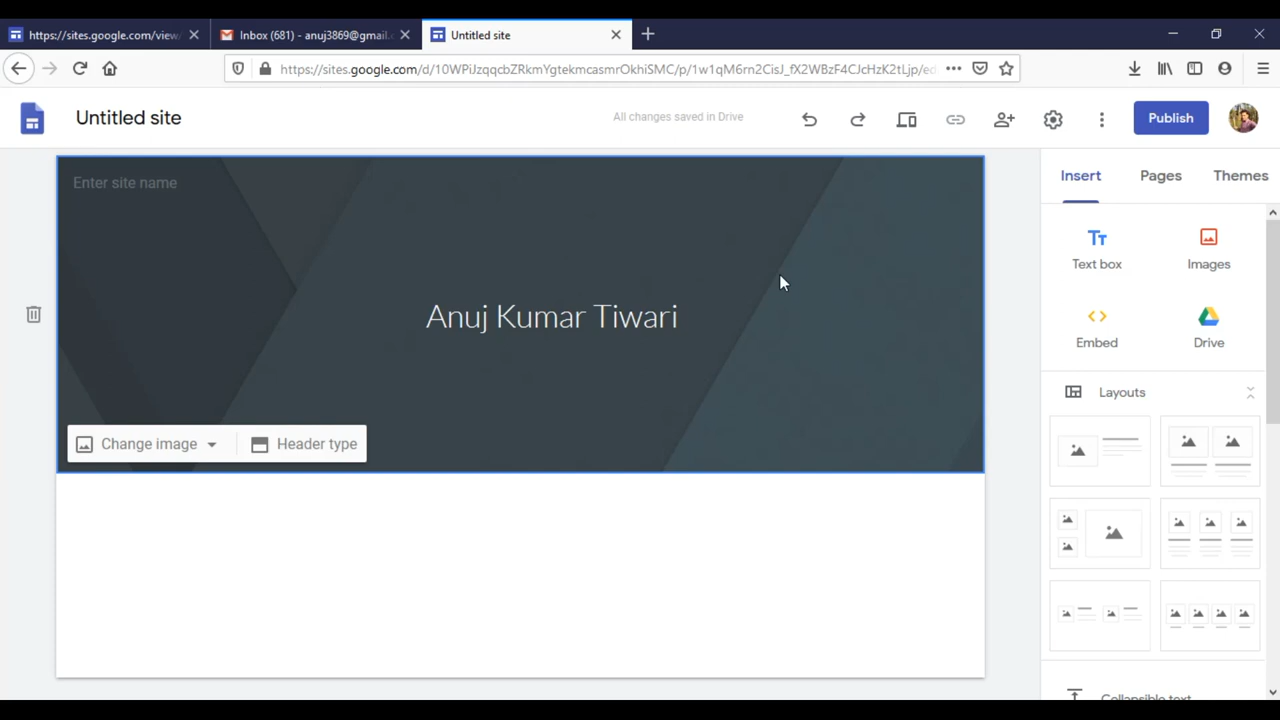 https://sites.google.com/view/
Inbox (681) - anuj3869@gmail.
Untitled site
https://sites.google.com/d/10WPiJzqqcbZRkmYgtekmcasmrOkhiSMC/p/1w1qM6rn2CisJ_fX2WBzF4CJcHzK2tLjp/ed
Untitled site
All changes saved in Drive
Publish
Enter site name
Anuj Kumar Tiwari
Change image
Header type
Insert
Pages
Themes
Text box
Images
Embed
Drive
Layouts
Collapsible text